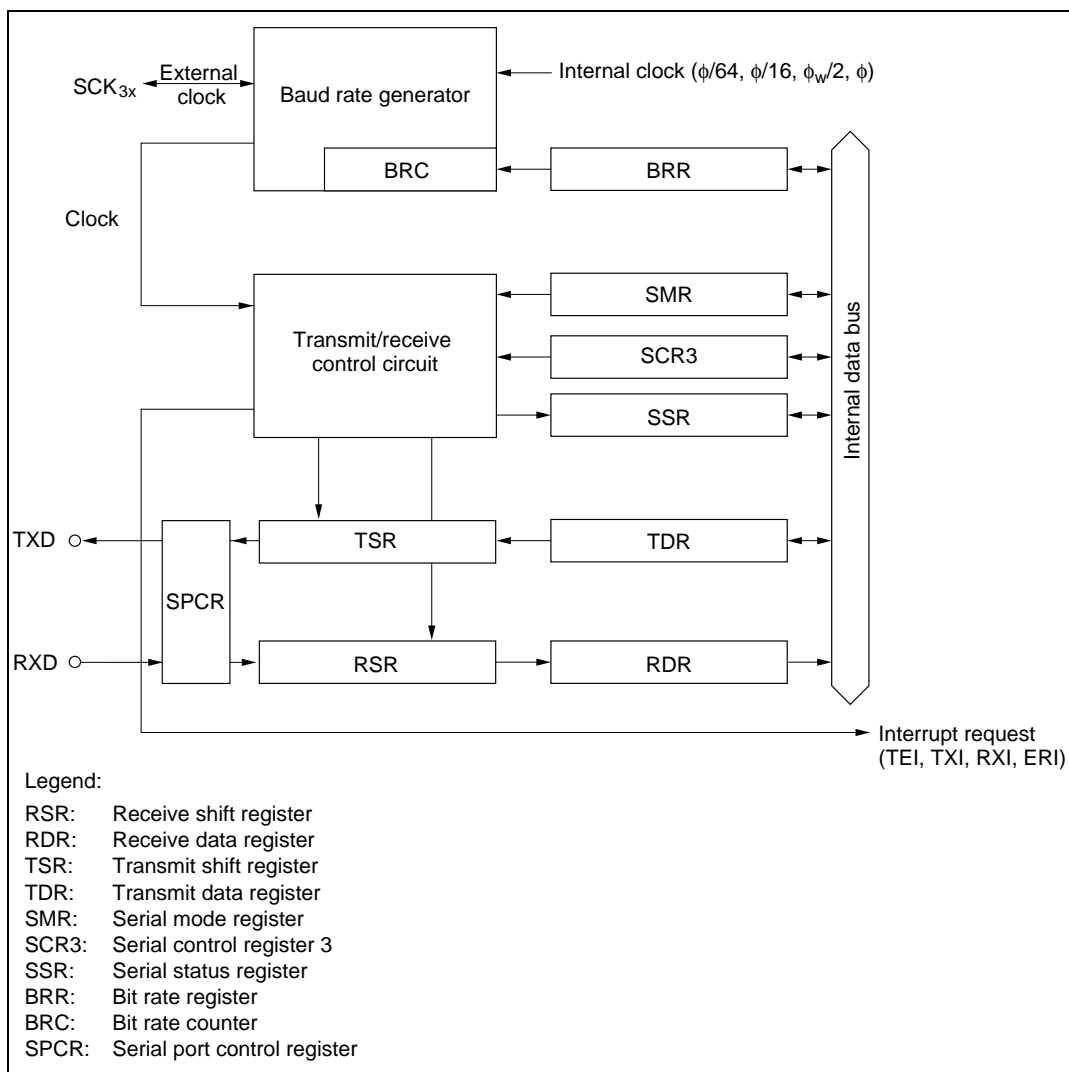 SCK3x
External
clock
Baud rate generator
Internal clock (ϕ/64, ϕ/16, ϕw/2, ϕ)
BRC
BRR
Clock
Transmit/receive
control circuit
SMR
SCR3
SSR
Internal data bus
TXD
SPCR
TSR
TDR
RXD
RSR
RDR
Interrupt request
(TEI, TXI, RXI, ERI)
Legend:
RSR: Receive shift register
RDR: Receive data register
TSR: Transmit shift register
TDR: Transmit data register
SMR: Serial mode register
SCR3: Serial control register 3
SSR: Serial status register
BRR: Bit rate register
BRC: Bit rate counter
SPCR: Serial port control register